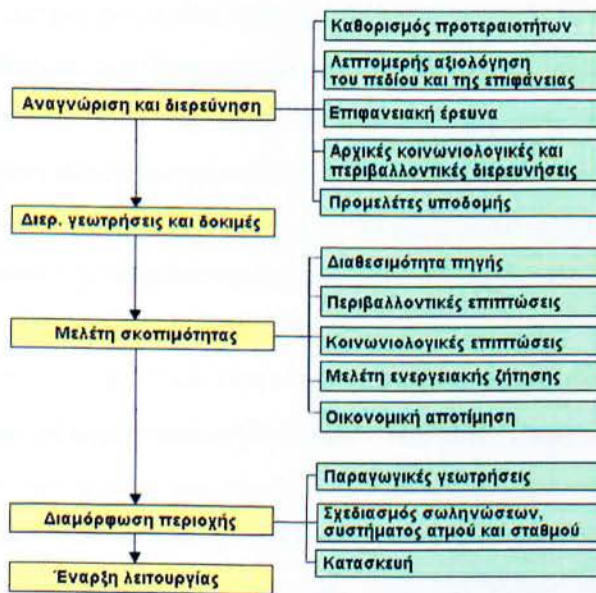 Καθορισμός προτεραιοτήτων
Λεπτομερής αξιολόγηση
του πεδίου και της επιφάνειας
Αναγνώριση και διερεύνηση
Επιφανειακή έρευνα
Αρχικές κοινωνιολογικές και
περιβαλλοντικές διερευνήσεις
Προμελέτες υποδομής
Διερ. γεωτρήσεις και δοκιμές
Διαθεσιμότητα πηγής
Περιβαλλοντικές επιπτώσεις
Μελέτη σκοπιμότητας
Κοινωνιολογικές επιπτώσεις
Μελέτη ενεργειακής ζήτησης
Οικονομική αποτίμηση
Παραγωγικές γεωτρήσεις
Διαμόρφωση περιοχής
Σχεδιασμός σωληνώσεων,
συστήματος ατμού και σταθμού
Κατασκευή
Έναρξη λειτουργίας